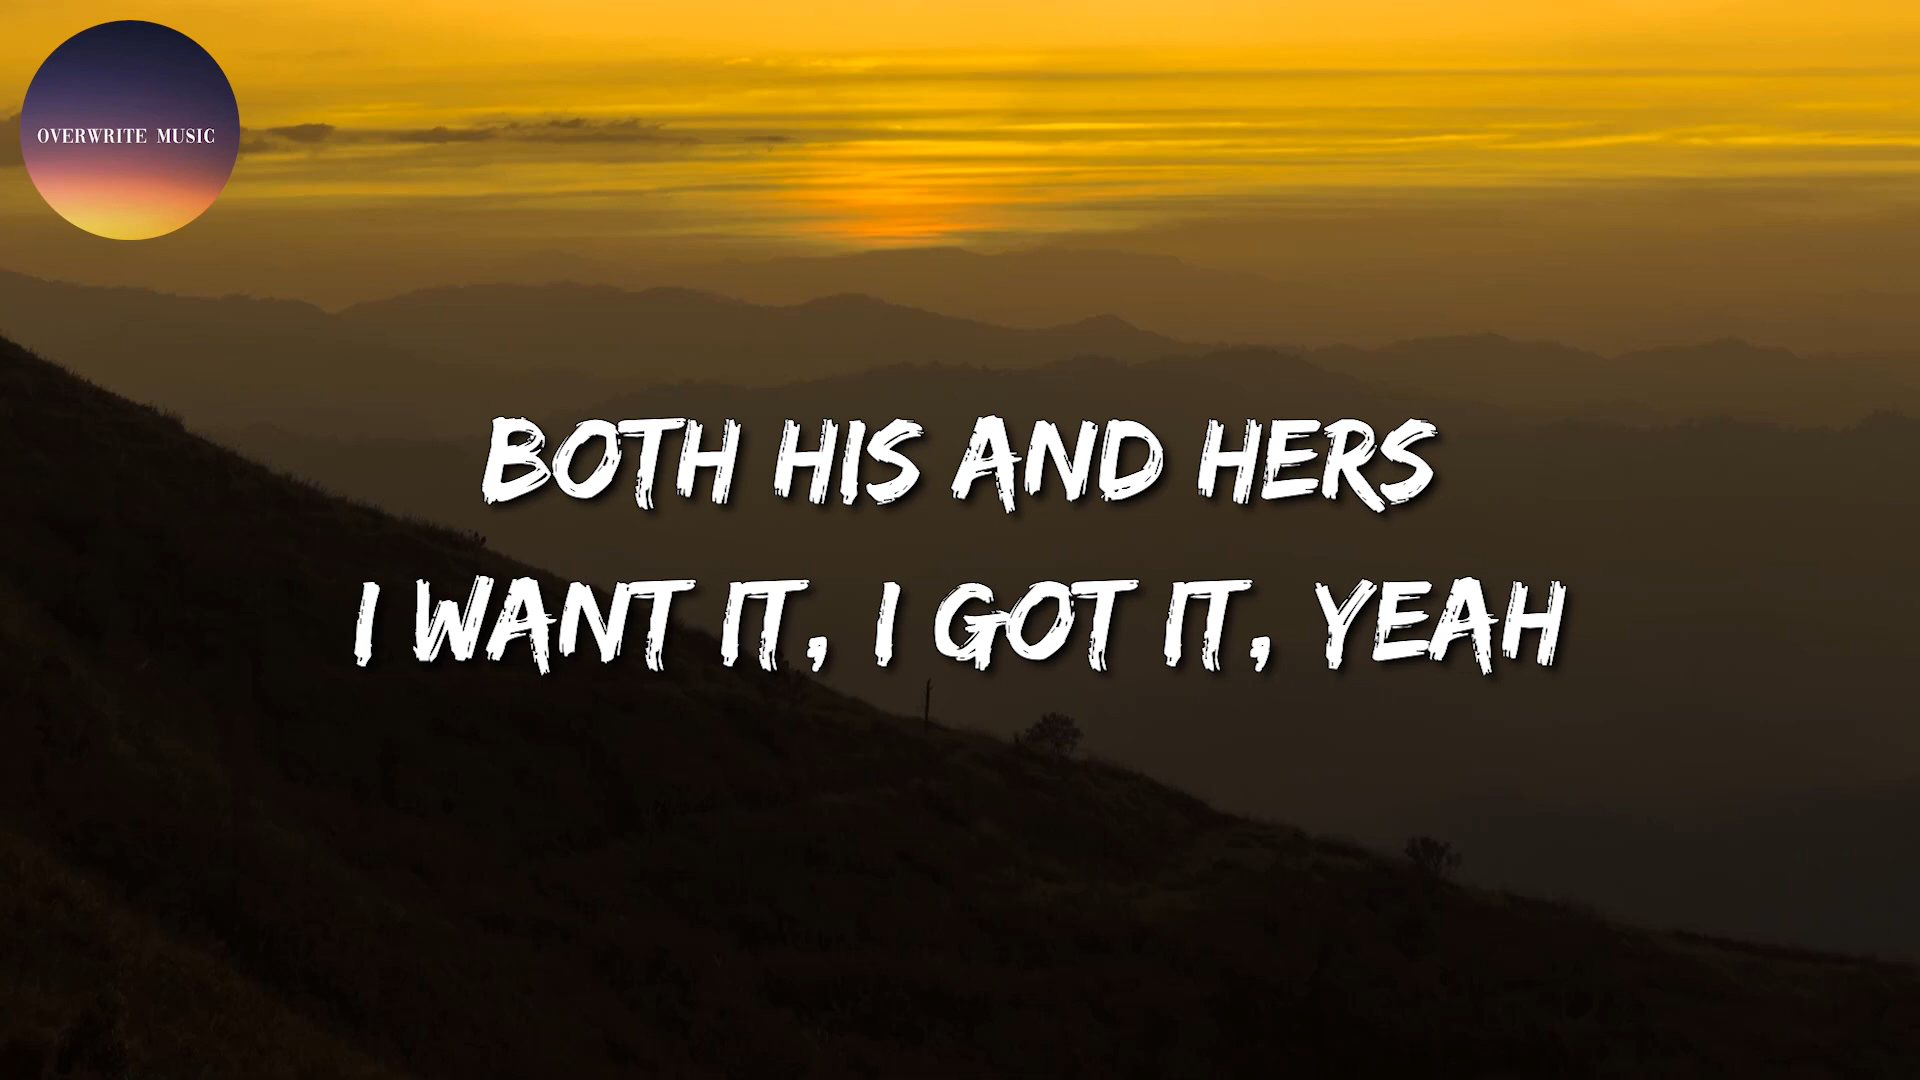 OVERWRITE MUSIC
BOTH HIS AND HERS
I WANT IT, I GOT IT, YEAH